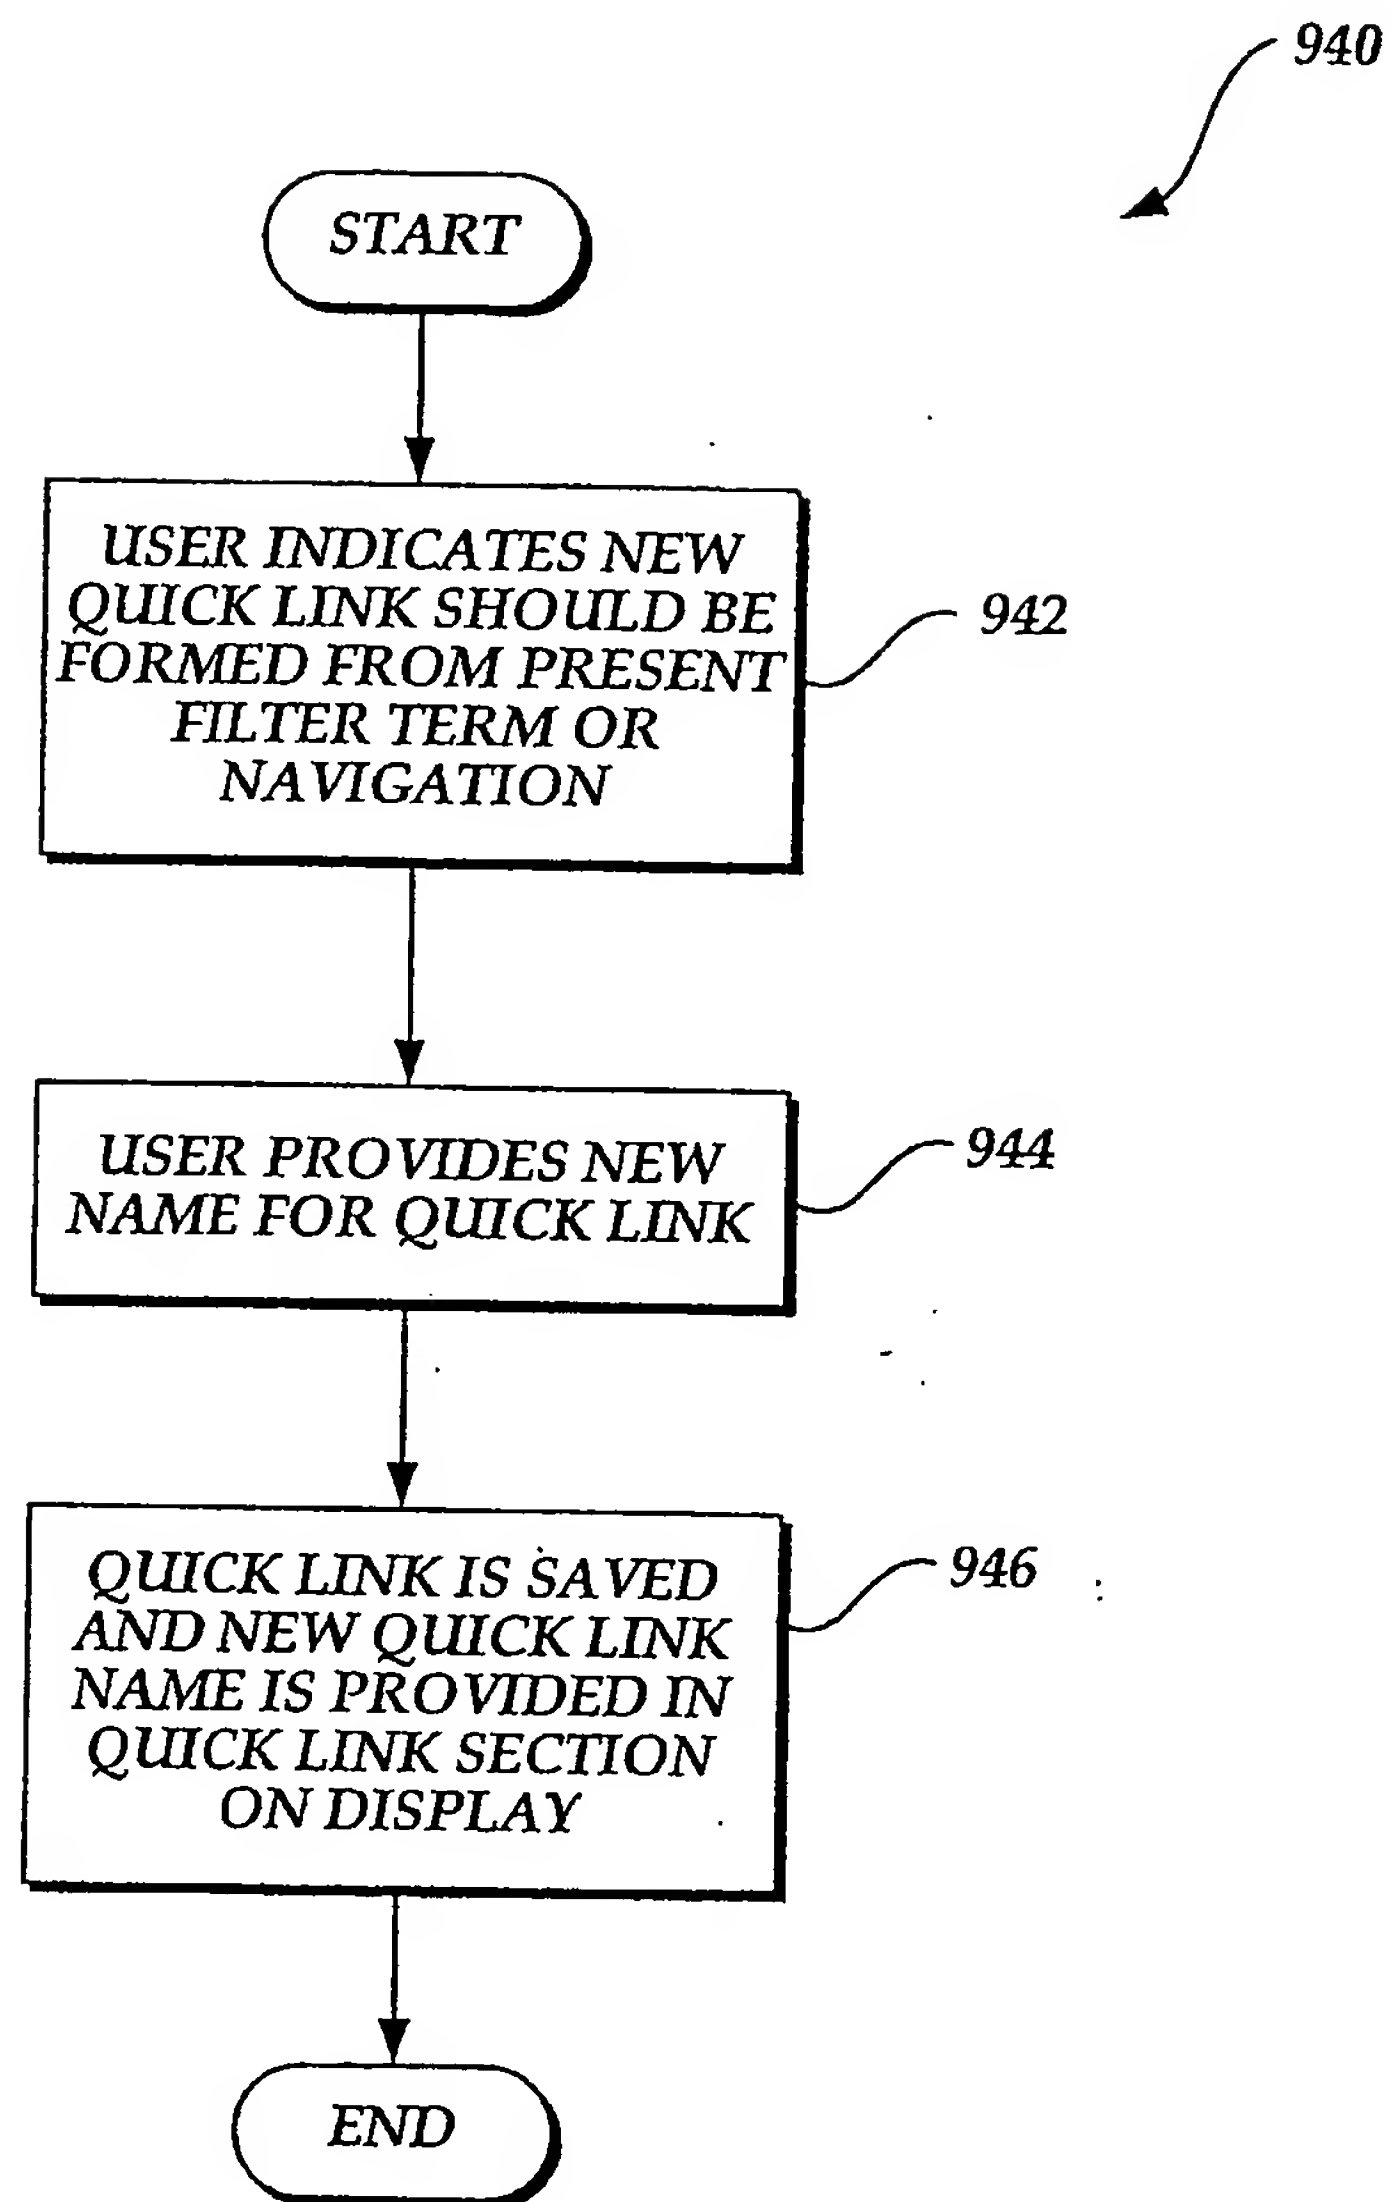 940
START
USER INDICATES NEW
QUICK LINK SHOULD BE
FORMED FROM PRESENT
FILTER TERM OR
NAVIGATION
942
USER PROVIDES NEW
NAME FOR QUICK LINK
944
QUICK LINK IS SAVED
AND NEW QUICK LINK
NAME IS PROVIDED IN
QUICK LINK SECTION
ON DISPLAY
946
END